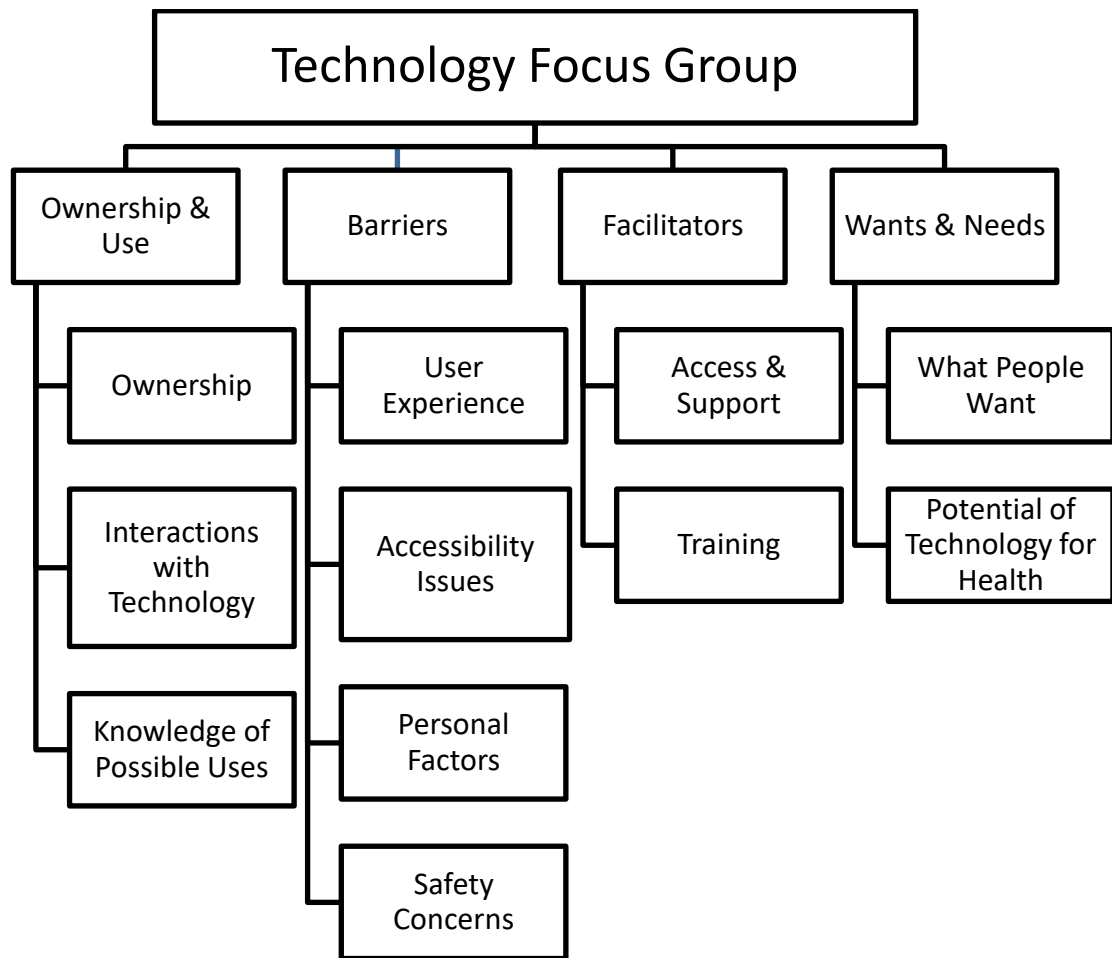 Technology Focus Group
Ownership &
Use
Barriers
Facilitators
Wants & Needs
Ownership
Interactions
with
Technology
Knowledge of
Possible Uses
User
Experience
Accessibility
Issues
Personal
Factors
Safety
Concerns
Access &
Support
Training
What People
Want
Potential of
Technology for
Health